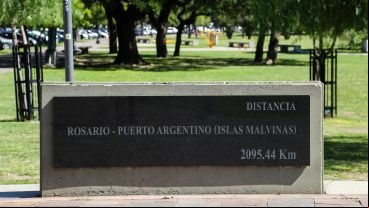 DISTANCIA
ROSARIO - PUERTO ARGENTINO (ISLAS MALVINAS)
2095.44 Km